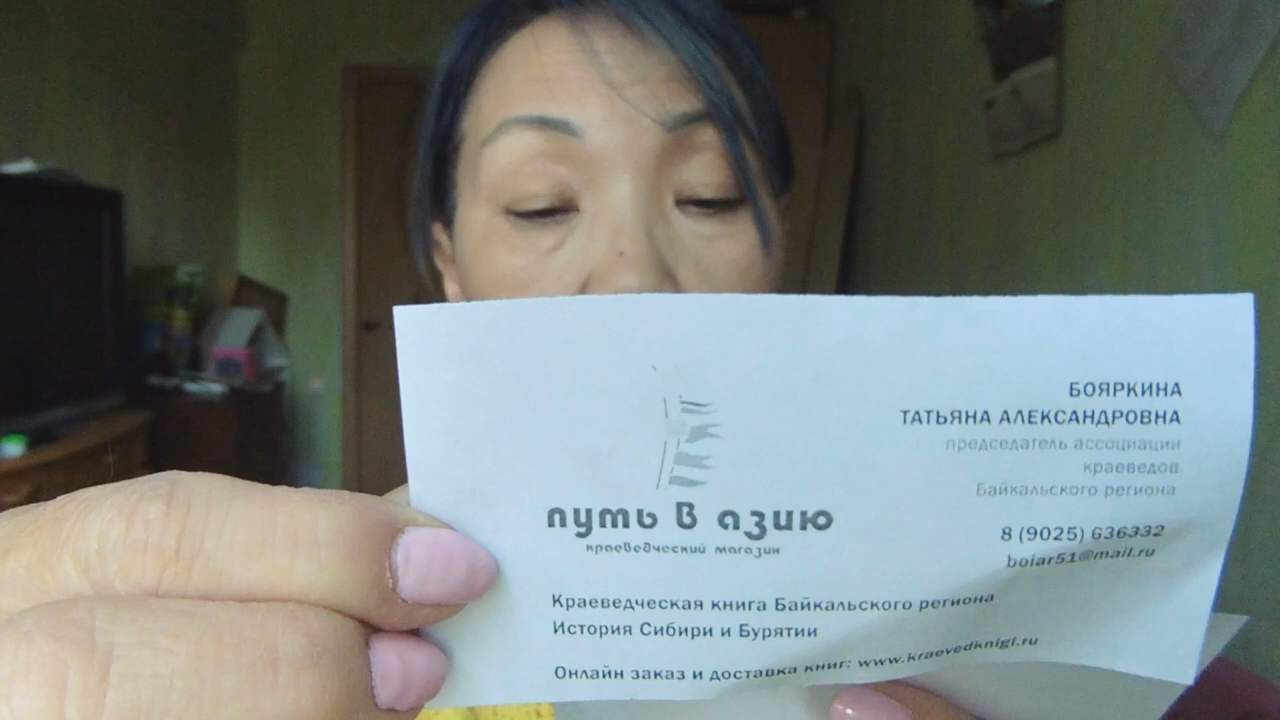 путь в азию
краеведческий магазин
БОЯРКИНА
ТАТЬЯНА АЛЕКСАНДРОВНА
председатель ассоциации
краеведов
Байкальского региона
8 (9025) 636332
boiar51@mail.ru
Краеведческая книга Байкальского региона
История Сибири и Бурятии
Онлайн заказ и доставка книг: www.kraevedknigi.ru